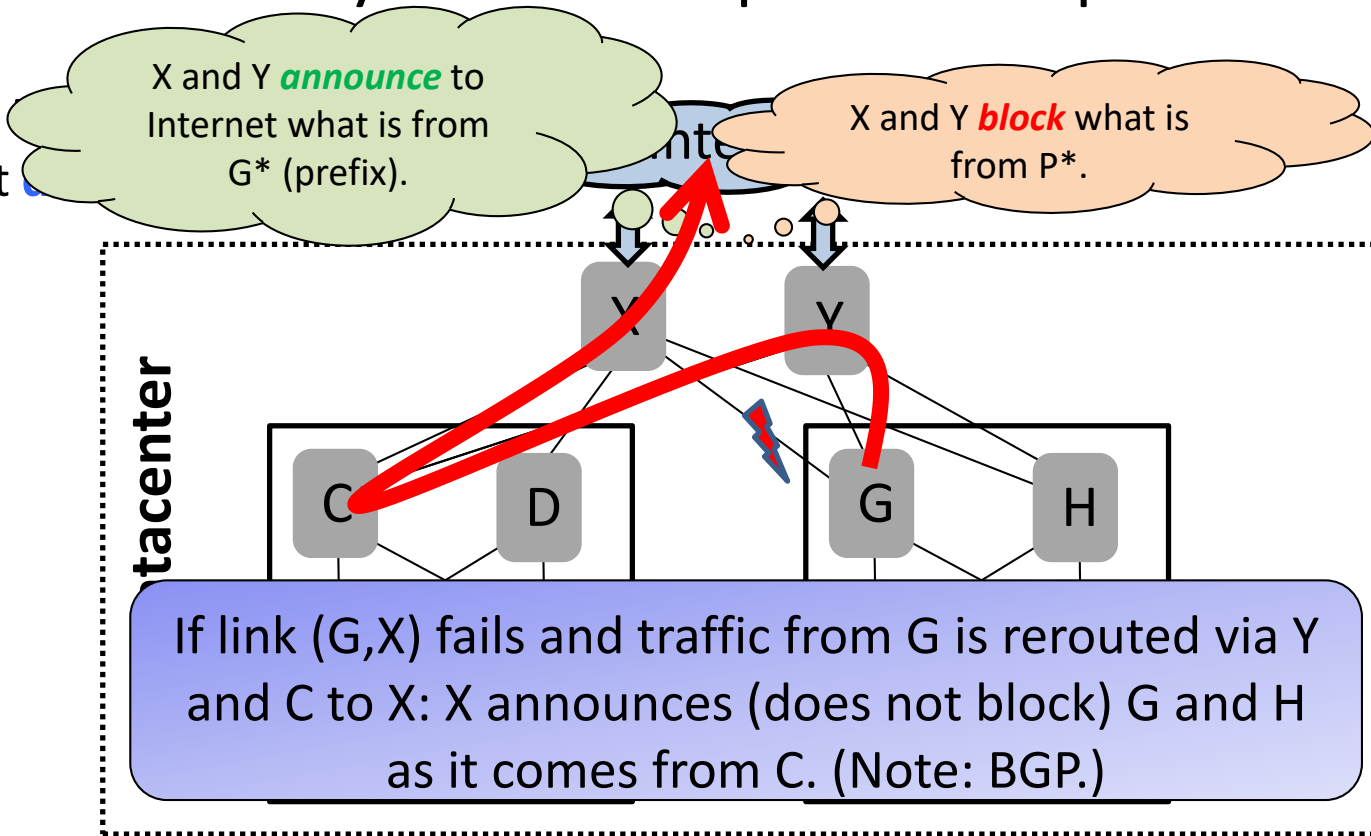 X and Y announce to
Internet what is from
G* (prefix).
X and Y block what is
from P*.
X
Y
C
D
G
H
If link (G,X) fails and traffic from G is rerouted via Y
and C to X: X announces (does not block) G and H
as it comes from C. (Note: BGP.)